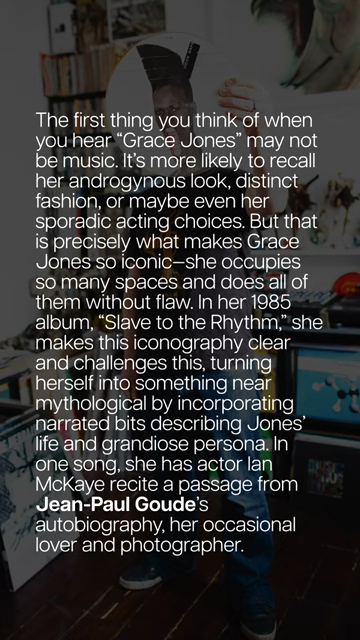 The first thing you think of when
you hear “Grace Jones” may not
be music. It’s more likely to recall
her androgynous look, distinct
fashion, or maybe even her
sporadic acting choices. But that
is precisely what makes Grace
Jones so iconic—she occupies
so many spaces and does all of
them without flaw. In her 1985
album, “Slave to the Rhythm,” she
makes this iconography clear
and challenges this, turning
herself into something near
mythological by incorporating
narrated bits describing Jones’
life and grandiose persona. In
one song, she has actor Ian
McKaye recite a passage from
Jean-Paul Goude’s
autobiography, her occasional
lover and photographer.